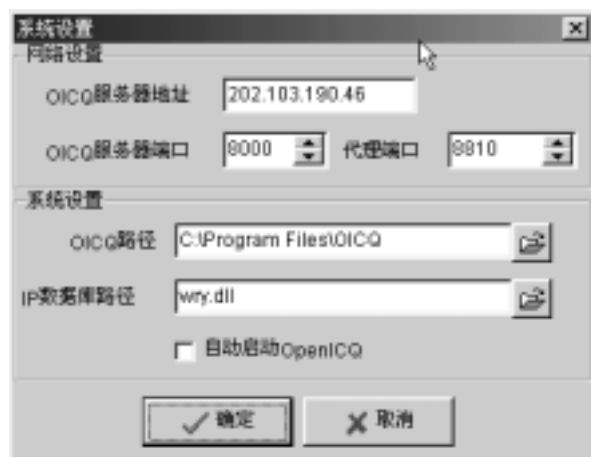 系统设置
网络设置
OICQ服务器地址 202.103.190.46
OICQ服务器端口 8000 代理端口 8810
系统设置
OICQ路径 C:\Program Files\OICQ
IP数据库路径 wry.dll
自动启动OpenICQ
确定 取消